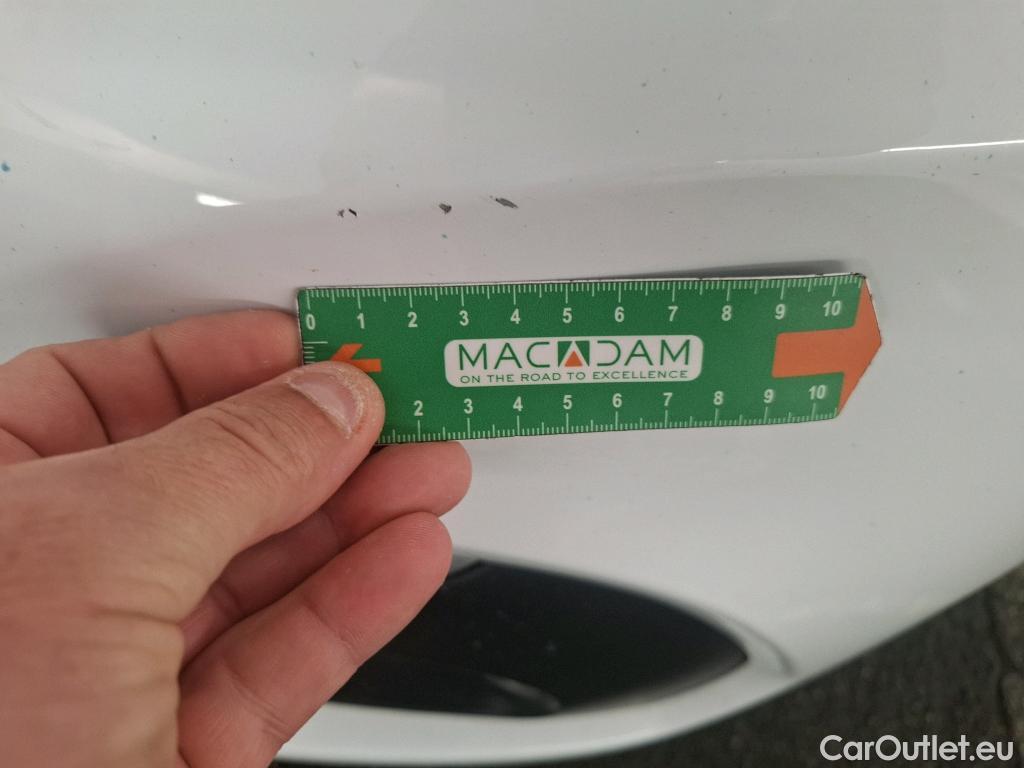 0 1 2 3 4 5 6 7 8 9 10
MACADAM
ON THE ROAD TO EXCELLENCE
2 3 4 5 6 7 8 9 10
CarOutlet.eu